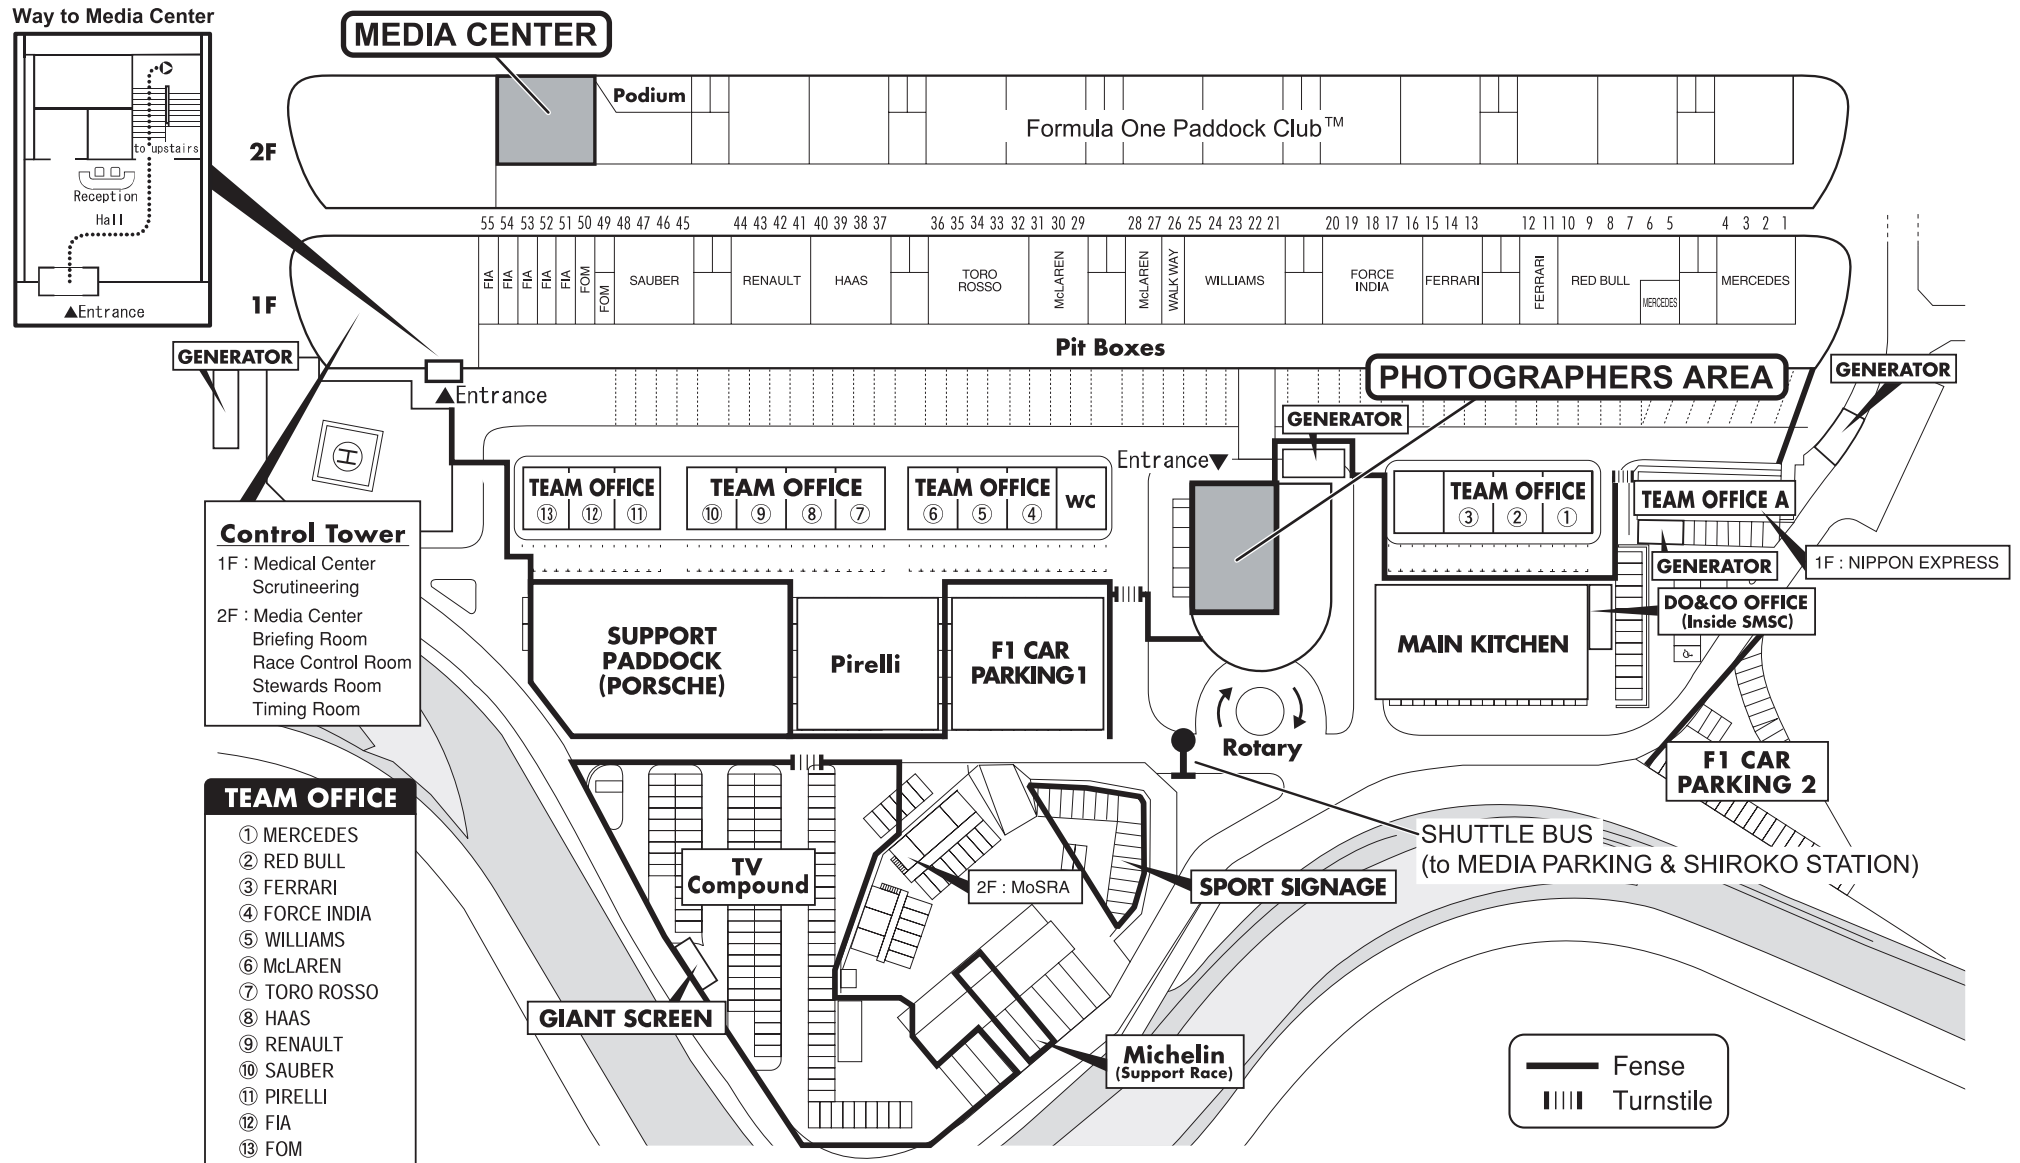 Way to Media Center
to upstairs
Reception
Hall
▲Entrance
MEDIA CENTER
Podium
Formula One Paddock Club™
2F
55 54 53 52 51 50 49 48 47 46 45 44 43 42 41 40 39 38 37 36 35 34 33 32 31 30 29 28 27 26 25 24 23 22 21 20 19 18 17 16 15 14 13 12 11 10 9 8 7 6 5 4 3 2 1
1F
FIA
FIA
FIA
FIA
FIA
FOM
FOM
SAUBER
RENAULT
HAAS
TORO
ROSSO
McLAREN
McLAREN
WALK WAY
WILLIAMS
FORCE
INDIA
FERRARI
FERRARI
RED BULL
MERCEDES
MERCEDES
Pit Boxes
GENERATOR
▲Entrance
PHOTOGRAPHERS AREA
GENERATOR
GENERATOR
Entrance▼
H
TEAM OFFICE
⑬ ⑫ ⑪
TEAM OFFICE
⑩ ⑨ ⑧ ⑦
TEAM OFFICE
⑥ ⑤ ④
WC
TEAM OFFICE
③ ② ①
TEAM OFFICE A
GENERATOR
1F : NIPPON EXPRESS
DO&CO OFFICE
(Inside SMSC)
Control Tower
1F : Medical Center
Scrutineering
2F : Media Center
Briefing Room
Race Control Room
Stewards Room
Timing Room
SUPPORT
PADDOCK
(PORSCHE)
Pirelli
F1 CAR
PARKING 1
MAIN KITCHEN
Rotary
F1 CAR
PARKING 2
SHUTTLE BUS
(to MEDIA PARKING & SHIROKO STATION)
TV
Compound
2F : MoSRA
SPORT SIGNAGE
GIANT SCREEN
Michelin
(Support Race)
TEAM OFFICE
① MERCEDES
② RED BULL
③ FERRARI
④ FORCE INDIA
⑤ WILLIAMS
⑥ McLAREN
⑦ TORO ROSSO
⑧ HAAS
⑨ RENAULT
⑩ SAUBER
⑪ PIRELLI
⑫ FIA
⑬ FOM
Fense
Turnstile